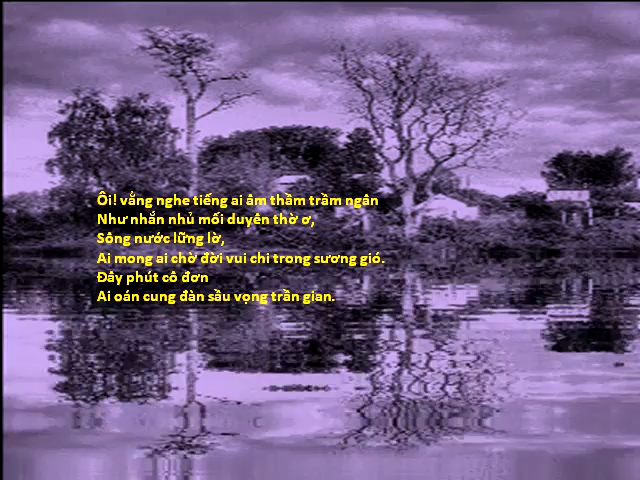 Ôi! vẳng nghe tiếng ai âm thầm trầm ngân
Như nhắn nhủ mối duyên thờ ơ,
Sông nước lững lờ,
Ai mong ai chờ đời vui chi trong sương gió.
Đây phút cô đơn
Ai oán cung đàn sầu vọng trần gian.